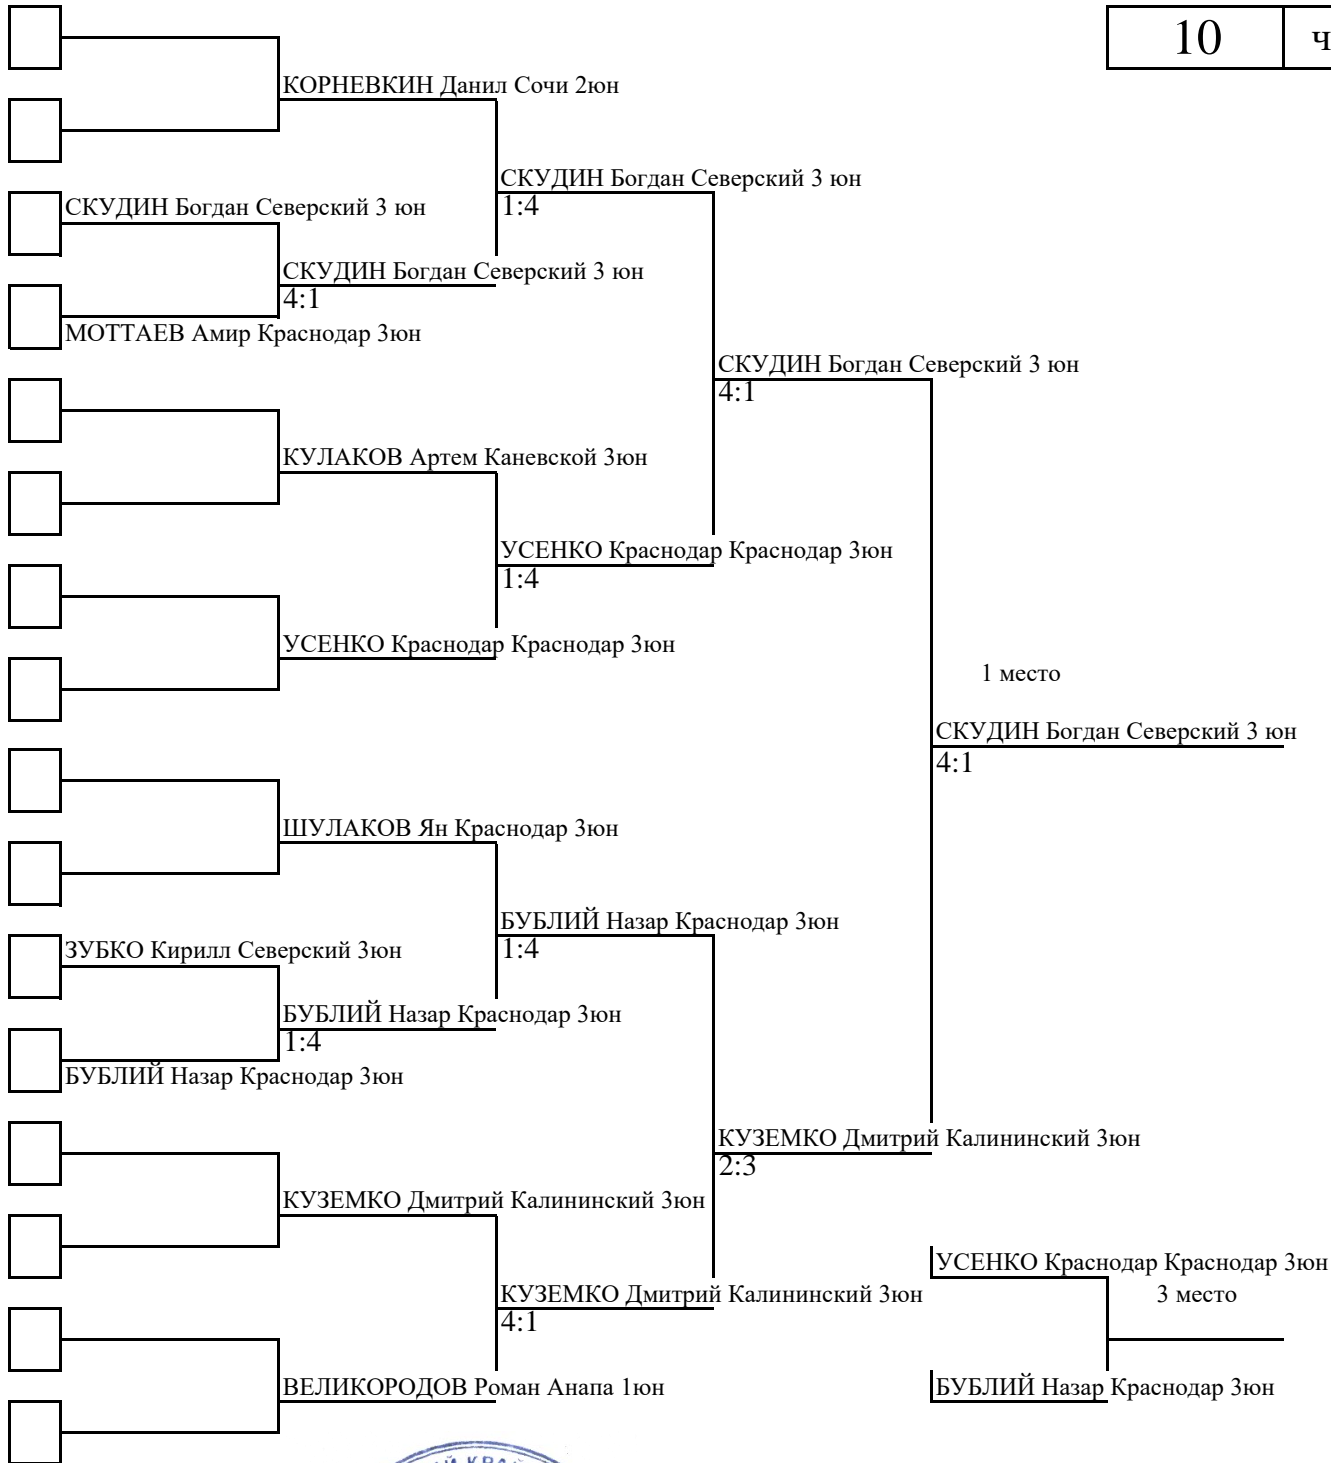 10 ч
КОРНЕВКИН Данил Сочи 2юн
СКУДИН Богдан Северский 3 юн
1:4
СКУДИН Богдан Северский 3 юн
СКУДИН Богдан Северский 3 юн
4:1
МОТТАЕВ Амир Краснодар 3юн
СКУДИН Богдан Северский 3 юн
4:1
КУЛАКОВ Артем Каневской 3юн
УСЕНКО Краснодар Краснодар 3юн
1:4
УСЕНКО Краснодар Краснодар 3юн
1 место
СКУДИН Богдан Северский 3 юн
4:1
ШУЛАКОВ Ян Краснодар 3юн
БУБЛИЙ Назар Краснодар 3юн
1:4
ЗУБКО Кирилл Северский 3юн
БУБЛИЙ Назар Краснодар 3юн
1:4
БУБЛИЙ Назар Краснодар 3юн
КУЗЕМКО Дмитрий Калининский 3юн
2:3
КУЗЕМКО Дмитрий Калининский 3юн
УСЕНКО Краснодар Краснодар 3юн
3 место
КУЗЕМКО Дмитрий Калининский 3юн
4:1
ВЕЛИКОРОДОВ Роман Анапа 1юн
БУБЛИЙ Назар Краснодар 3юн